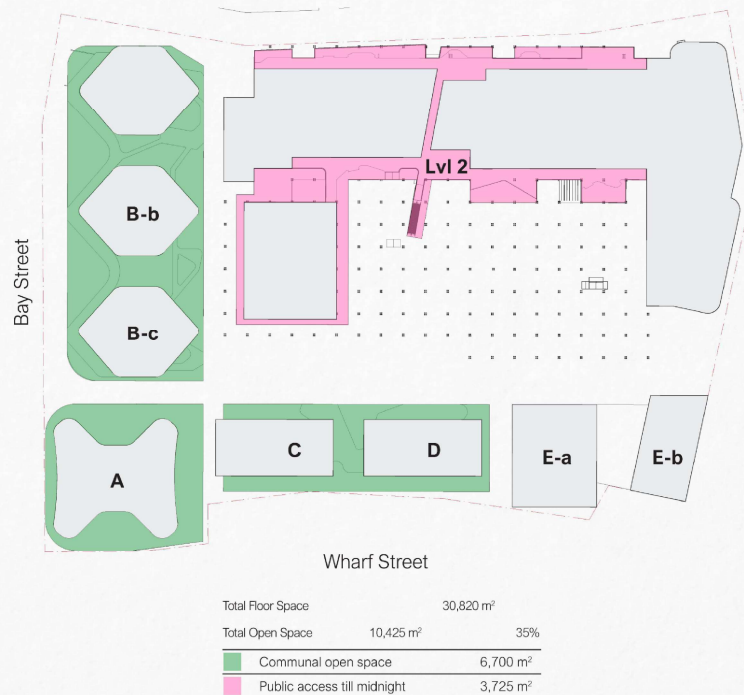 Lvl 2
B-b
Bay Street
B-c
A
C
D
E-a
E-b
Wharf Street
Total Floor Space 30,820 m²
Total Open Space 10,425 m² 35%
Communal open space 6,700 m²
Public access till midnight 3,725 m²